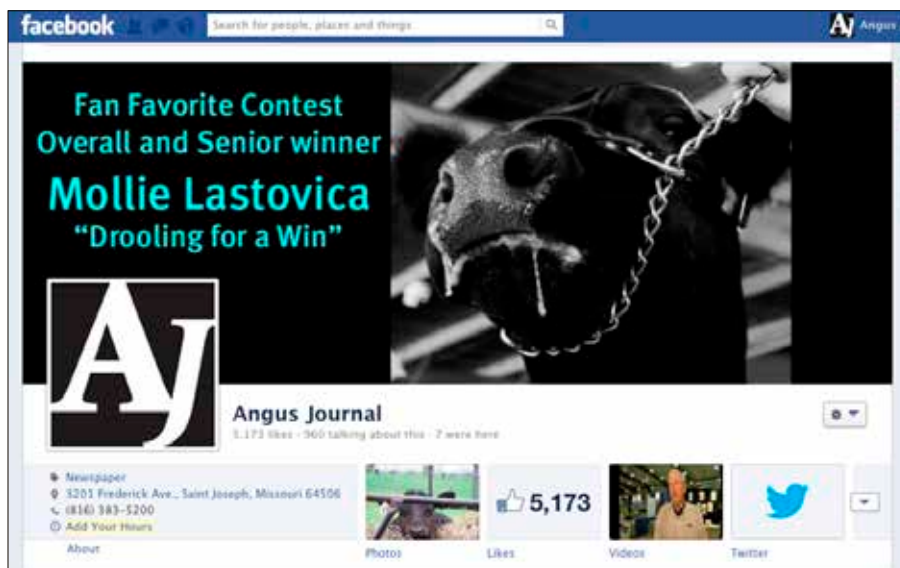 facebook
Search for people, places and things
AJ Angus
Fan Favorite Contest
Overall and Senior winner
Mollie Lastovica
“Drooling for a Win”
AJ
Angus Journal
5,173 likes · 960 talking about this · 7 were here
Newspaper
3201 Frederick Ave., Saint Joseph, Missouri 64506
(816) 383-5200
Add Your Hours
About
5,173
Photos
Likes
Videos
Twitter